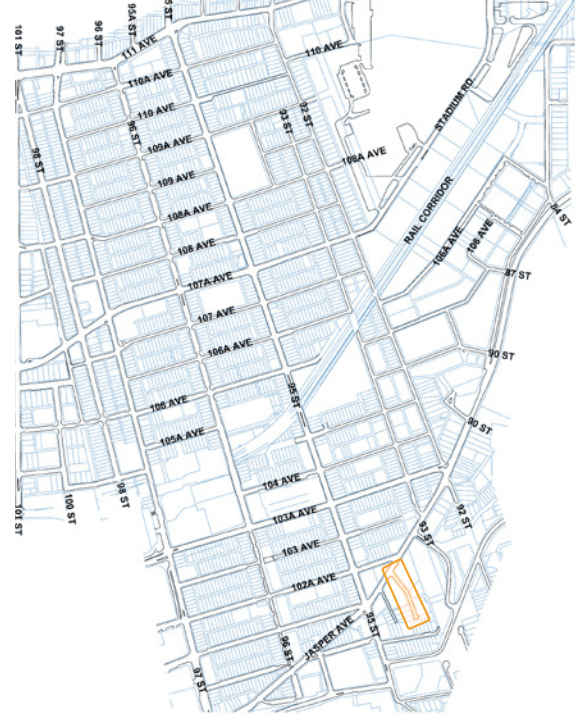 101 ST
97 ST
96 ST
95A ST
95 ST
111 AVE
110 AVE
110A AVE
STADIUM RD
110 AVE
96 ST
93 ST
92 ST
109A AVE
98 ST
108A AVE
109 AVE
RAIL CORRIDOR
84 ST
108A AVE
106A AVE
106 AVE
108 AVE
87 ST
107A AVE
107 AVE
106A AVE
90 ST
106 AVE
95 ST
90 ST
105A AVE
104 AVE
101 ST
100 ST
98 ST
103A AVE
92 ST
93 ST
103 AVE
102A AVE
JASPER AVE
95 ST
96 ST
97 ST